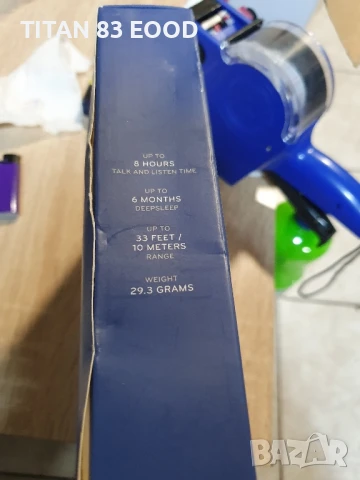 TITAN 83 EOOD
UP TO
8 HOURS
TALK AND LISTEN TIME
UP TO
6 MONTHS
DEEPSLEEP
UP TO
33 FEET /
10 METERS
RANGE
WEIGHT
29.3 GRAMS
BAZAR